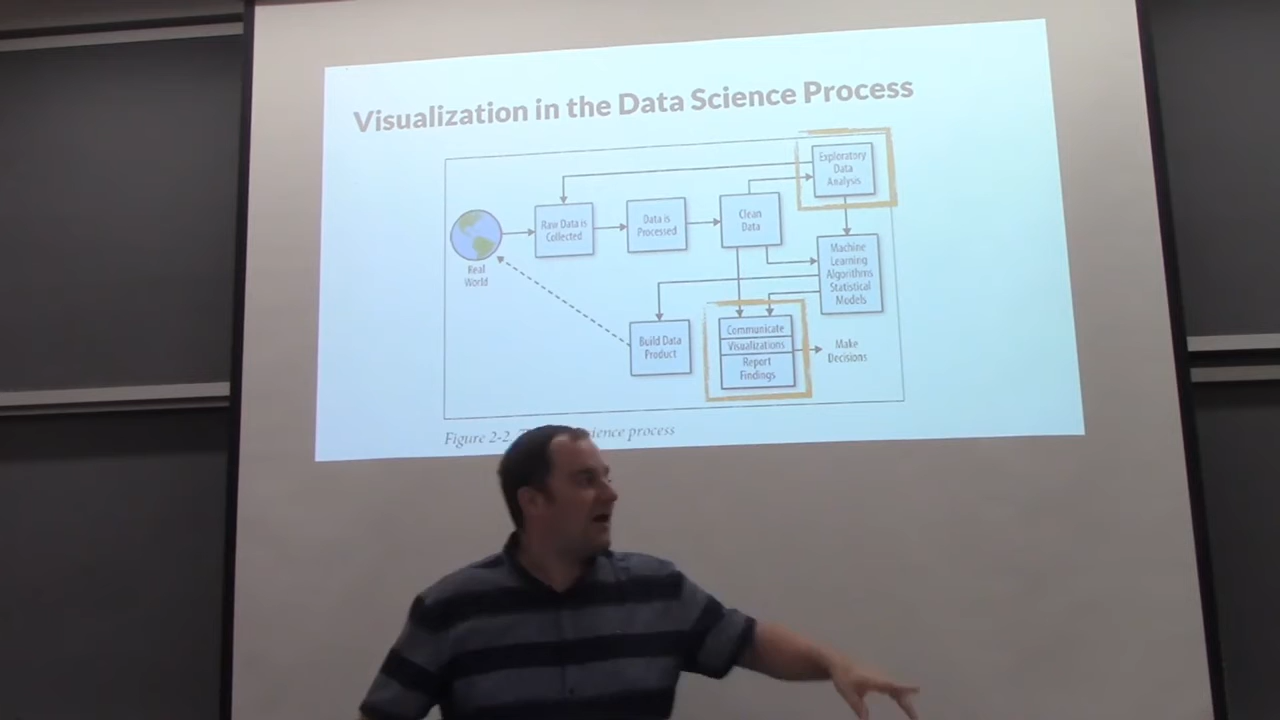 Visualization in the Data Science Process
Exploratory
Data
Analysis
Raw Data is
Collected
Data is
Processed
Clean
Data
Real
World
Machine
Learning
Algorithms
Statistical
Models
Build Data
Product
Communicate
Visualizations
Report
Findings
Make
Decisions
Figure 2-2. process